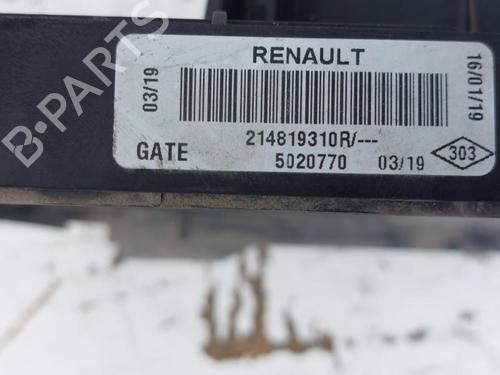 RENAULT
03/19
16/01/19
214819310R/---
GATE
5020770
03/19
303
B-PARTS